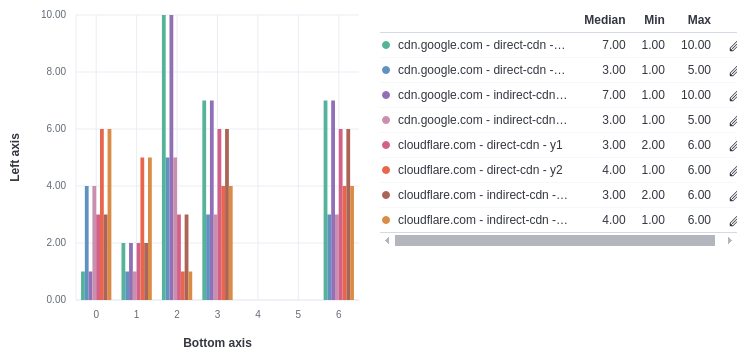 10.00
8.00
6.00
4.00
2.00
0.00
Left axis
0 1 2 3 4 5 6
Bottom axis
Median Min Max
cdn.google.com - direct-cdn -… 7.00 1.00 10.00
cdn.google.com - direct-cdn -… 3.00 1.00 5.00
cdn.google.com - indirect-cdn… 7.00 1.00 10.00
cdn.google.com - indirect-cdn… 3.00 1.00 5.00
cloudflare.com - direct-cdn - y1 3.00 2.00 6.00
cloudflare.com - direct-cdn - y2 4.00 1.00 6.00
cloudflare.com - indirect-cdn -… 3.00 2.00 6.00
cloudflare.com - indirect-cdn -… 4.00 1.00 6.00